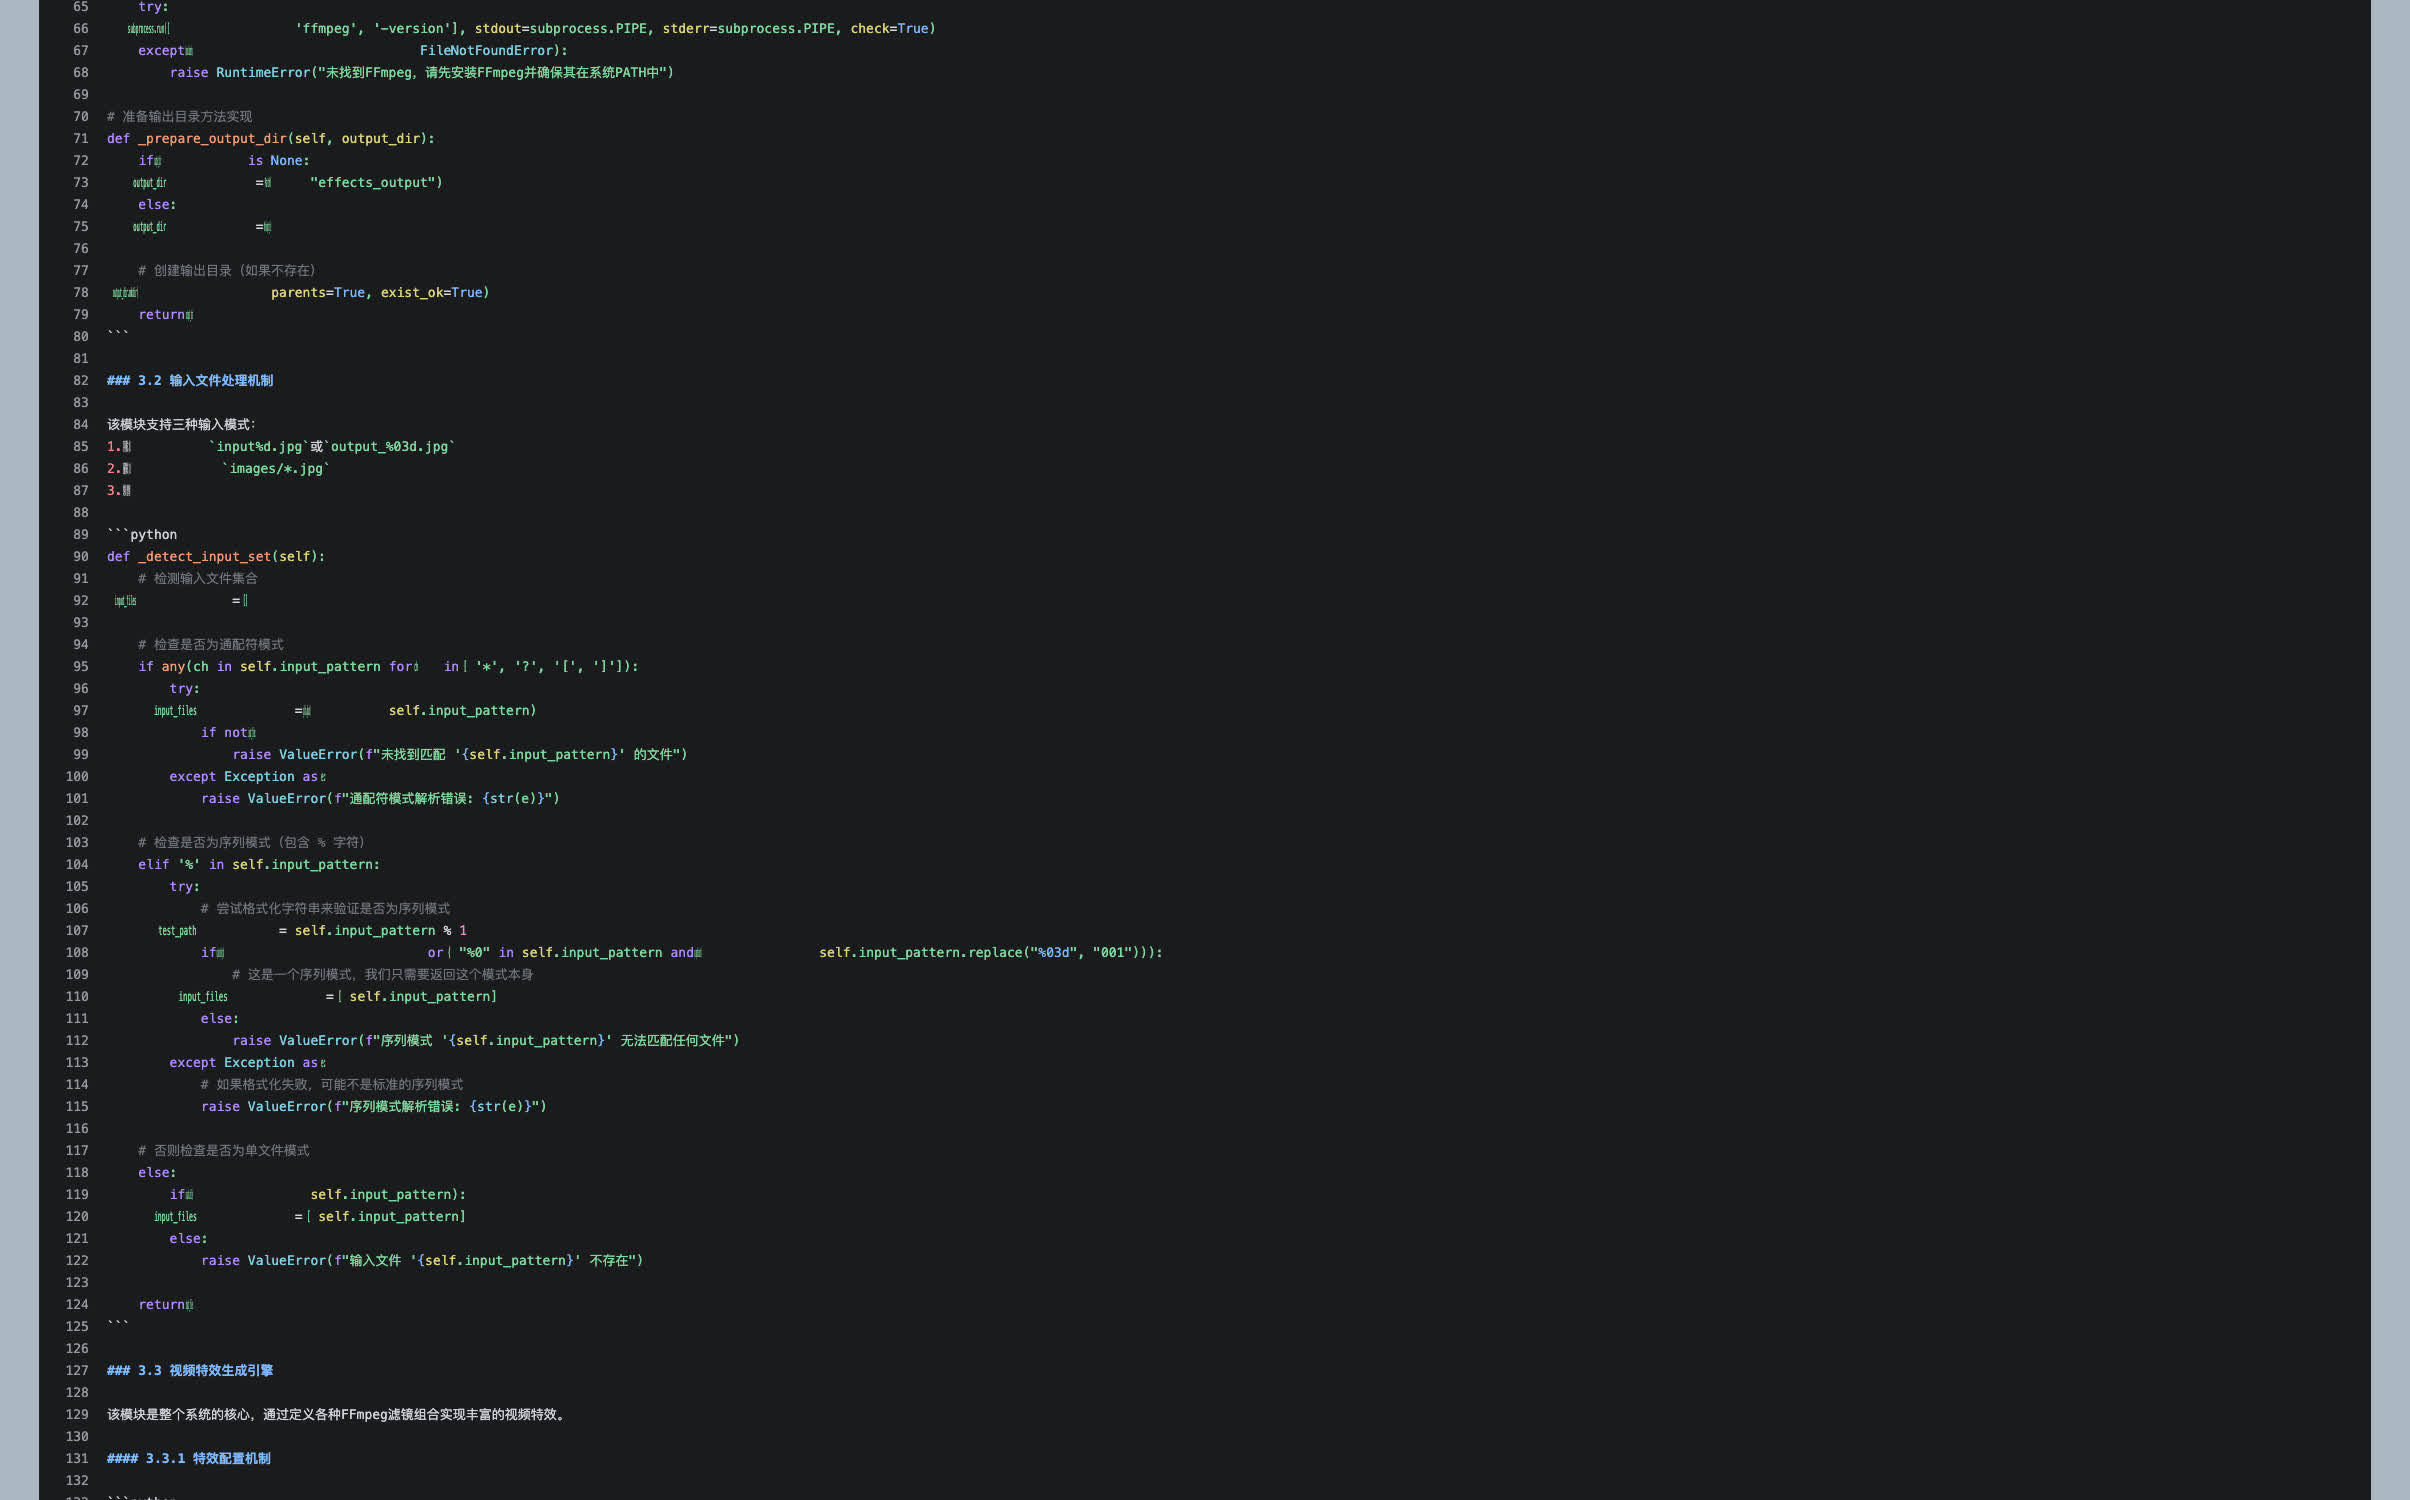 65 try:
66 subprocess.run([ 'ffmpeg', '-version'], stdout=subprocess.PIPE, stderr=subprocess.PIPE, check=True)
67 except FileNotFoundError):
68 raise RuntimeError("未找到FFmpeg，请先安装FFmpeg并确保其在系统PATH中")
69
70 # 准备输出目录方法实现
71 def _prepare_output_dir(self, output_dir):
72 if is None:
73 output_dir = "effects_output")
74 else:
75 output_dir =
76
77 # 创建输出目录（如果不存在）
78 parents=True, exist_ok=True)
79 return
80 ```
81
82 ### 3.2 输入文件处理机制
83
84 该模块支持三种输入模式：
85 1. `input%d.jpg`或`output_%03d.jpg`
86 2. `images/*.jpg`
87 3.
88
89 ```python
90 def _detect_input_set(self):
91 # 检测输入文件集合
92 input_files =
93
94 # 检查是否为通配符模式
95 if any(ch in self.input_pattern for in [ '*', '?', '[', ']']):
96 try:
97 input_files = self.input_pattern)
98 if not
99 raise ValueError(f"未找到匹配 '{self.input_pattern}' 的文件")
100 except Exception as e
101 raise ValueError(f"通配符模式解析错误: {str(e)}")
102
103 # 检查是否为序列模式（包含 % 字符）
104 elif '%' in self.input_pattern:
105 try:
106 # 尝试格式化字符串来验证是否为序列模式
107 test_path = self.input_pattern % 1
108 if or ( "%0" in self.input_pattern and self.input_pattern.replace("%03d", "001"))):
109 # 这是一个序列模式，我们只需要返回这个模式本身
110 input_files = [ self.input_pattern]
111 else:
112 raise ValueError(f"序列模式 '{self.input_pattern}' 无法匹配任何文件")
113 except Exception as e
114 # 如果格式化失败，可能不是标准的序列模式
115 raise ValueError(f"序列模式解析错误: {str(e)}")
116
117 # 否则检查是否为单文件模式
118 else:
119 if self.input_pattern):
120 input_files = [ self.input_pattern]
121 else:
122 raise ValueError(f"输入文件 '{self.input_pattern}' 不存在")
123
124 return
125 ```
126
127 ### 3.3 视频特效生成引擎
128
129 该模块是整个系统的核心，通过定义各种FFmpeg滤镜组合实现丰富的视频特效。
130
131 #### 3.3.1 特效配置机制
132